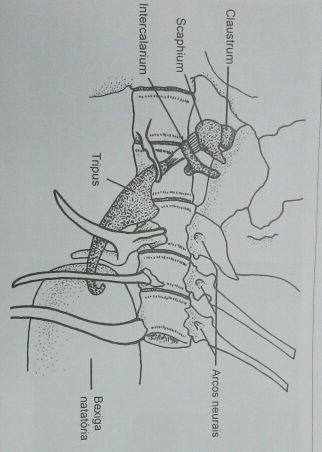 Claustrum
Scaphium
Intercalarium
Tripus
Arcos neurais
Bexiga
natatória